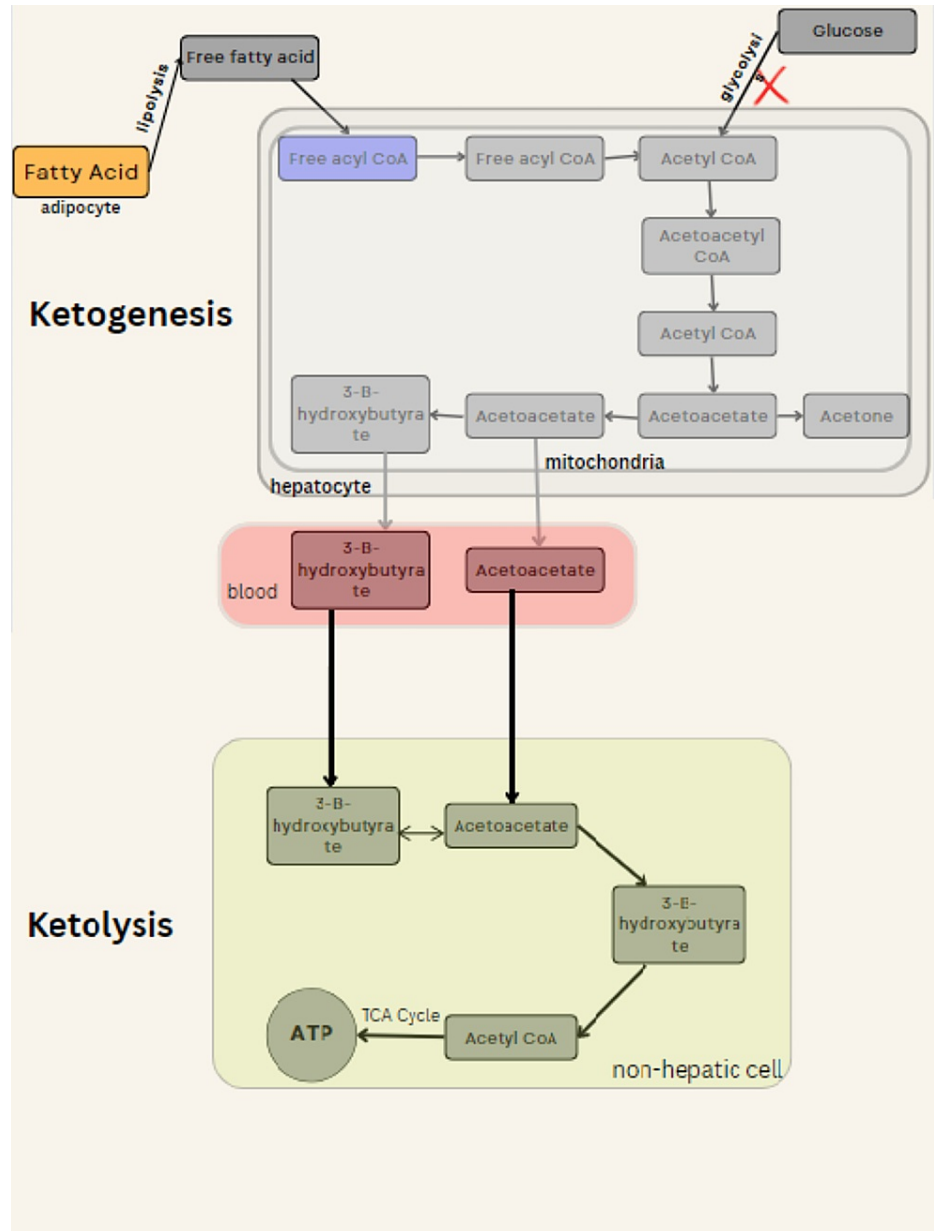 Glucose
Free fatty acid
glycolysi
s
lipolysis
Free acyl CoA
Free acyl CoA
Acetyl CoA
Fatty Acid
adipocyte
Acetoacetyl
CoA
Ketogenesis
Acetyl CoA
3-B-
hydroxybutyra
te
Acetoacetate
Acetoacetate
Acetone
mitochondria
hepatocyte
3-B-
hydroxybutyra
te
Acetoacetate
blood
3-B-
hydroxybutyra
te
Acetoacetate
3-B-
hydroxybutyra
te
Ketolysis
ATP
TCA Cycle
Acetyl CoA
non-hepatic cell